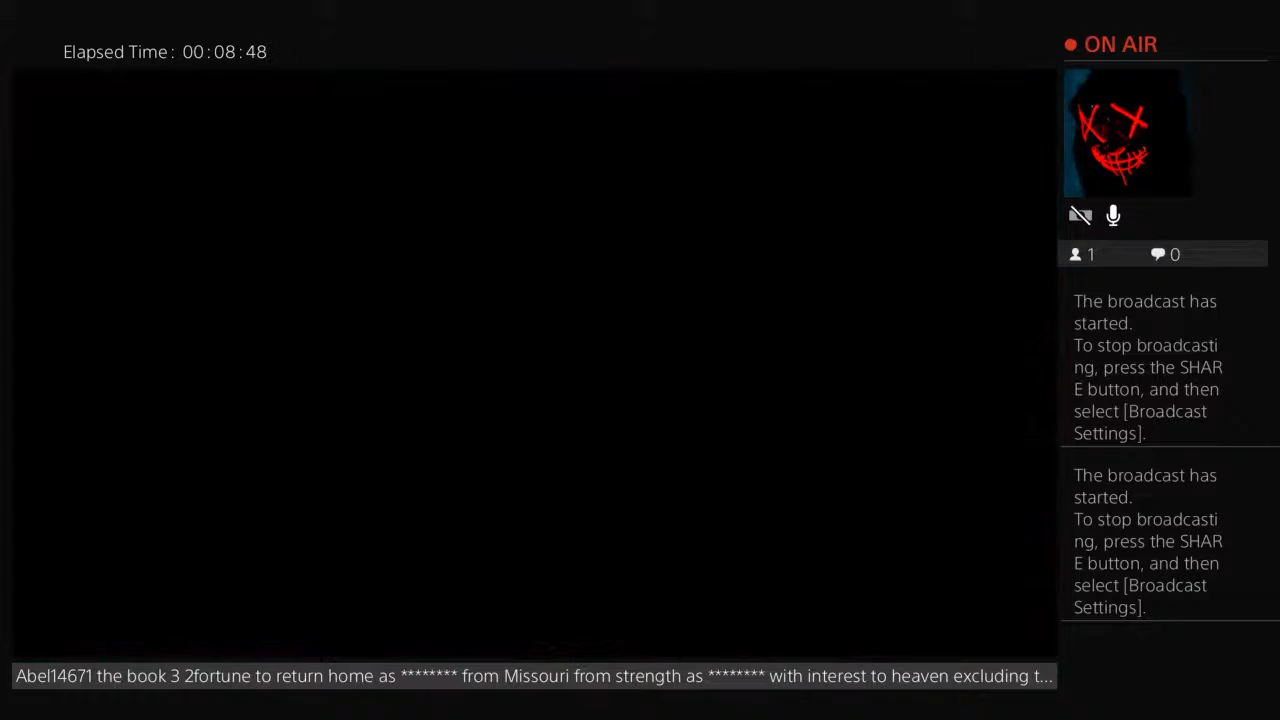 Elapsed Time: 00:08:48
ON AIR
1 0
The broadcast has
started.
To stop broadcasti
ng, press the SHAR
E button, and then
select [Broadcast
Settings].
The broadcast has
started.
To stop broadcasti
ng, press the SHAR
E button, and then
select [Broadcast
Settings].
Abel14671 the book 3 2fortune to return home as ******** from Missouri from strength as ******** with interest to heaven excluding t...